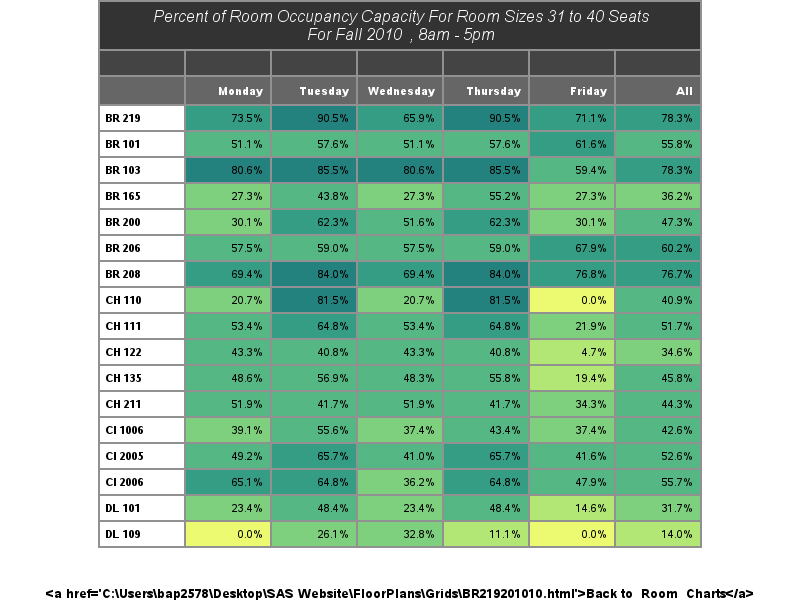 Percent of Room Occupancy Capacity For Room Sizes 31 to 40 Seats
For Fall 2010 , 8am - 5pm
Monday Tuesday Wednesday Thursday Friday All
BR 219 73.5% 90.5% 65.9% 90.5% 71.1% 78.3%
BR 101 51.1% 57.6% 51.1% 57.6% 61.6% 55.8%
BR 103 80.6% 85.5% 80.6% 85.5% 59.4% 78.3%
BR 165 27.3% 43.8% 27.3% 55.2% 27.3% 36.2%
BR 200 30.1% 62.3% 51.6% 62.3% 30.1% 47.3%
BR 206 57.5% 59.0% 57.5% 59.0% 67.9% 60.2%
BR 208 69.4% 84.0% 69.4% 84.0% 76.8% 76.7%
CH 110 20.7% 81.5% 20.7% 81.5% 0.0% 40.9%
CH 111 53.4% 64.8% 53.4% 64.8% 21.9% 51.7%
CH 122 43.3% 40.8% 43.3% 40.8% 4.7% 34.6%
CH 135 48.6% 56.9% 48.3% 55.8% 19.4% 45.8%
CH 211 51.9% 41.7% 51.9% 41.7% 34.3% 44.3%
CI 1006 39.1% 55.6% 37.4% 43.4% 37.4% 42.6%
CI 2005 49.2% 65.7% 41.0% 65.7% 41.6% 52.6%
CI 2006 65.1% 64.8% 36.2% 64.8% 47.9% 55.7%
DL 101 23.4% 48.4% 23.4% 48.4% 14.6% 31.7%
DL 109 0.0% 26.1% 32.8% 11.1% 0.0% 14.0%
<a href='C:\Users\bap2578\Desktop\SAS Website\FloorPlans\Grids\BR219201010.html'>Back to Room Charts</a>